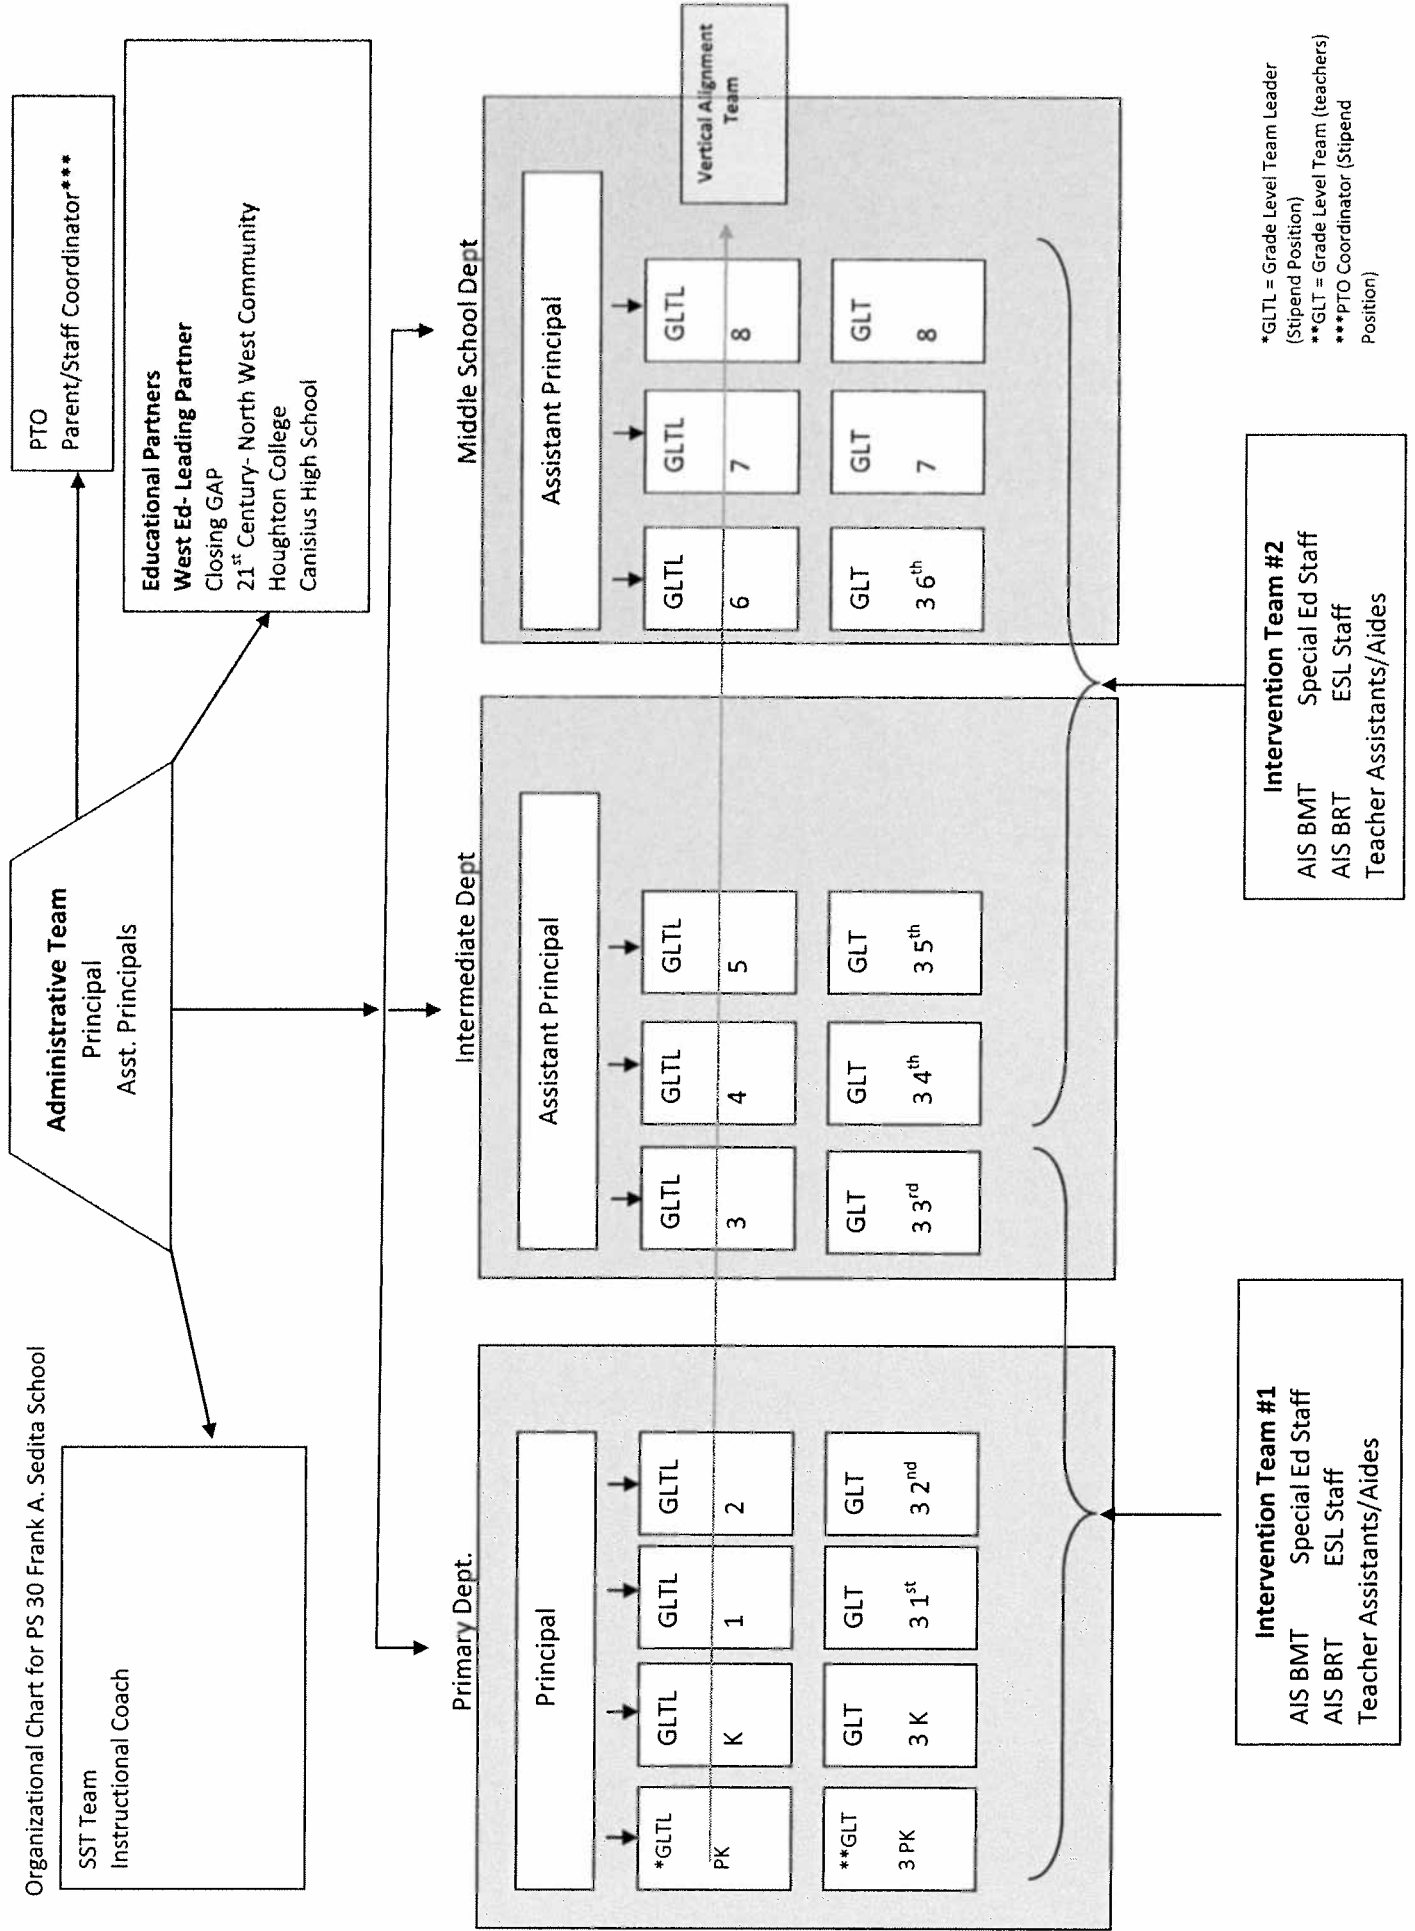 Organizational Chart for PS 30 Frank A. Sedita School
SST Team
Instructional Coach
Administrative Team
Principal
Asst. Principals
PTO
Parent/Staff Coordinator***
Educational Partners
West Ed- Leading Partner
Closing GAP
21st Century- North West Community
Houghton College
Canisius High School
Primary Dept.
Principal
*GLTL
PK
GLTL
K
GLTL
1
GLTL
2
**GLT
3 PK
GLT
3 K
GLT
3 1st
GLT
3 2nd
Intermediate Dept
Assistant Principal
GLTL
3
GLTL
4
GLTL
5
GLT
3 3rd
GLT
3 4th
GLT
3 5th
Middle School Dept
Assistant Principal
GLTL
6
GLTL
7
GLTL
8
GLT
3 6th
GLT
7
GLT
8
Vertical Alignment
Team
Intervention Team #1
AIS BMT Special Ed Staff
AIS BRT ESL Staff
Teacher Assistants/Aides
Intervention Team #2
AIS BMT Special Ed Staff
AIS BRT ESL Staff
Teacher Assistants/Aides
*GLTL = Grade Level Team Leader
(Stipend Position)
**GLT = Grade Level Team (teachers)
***PTO Coordinator (Stipend
Position)